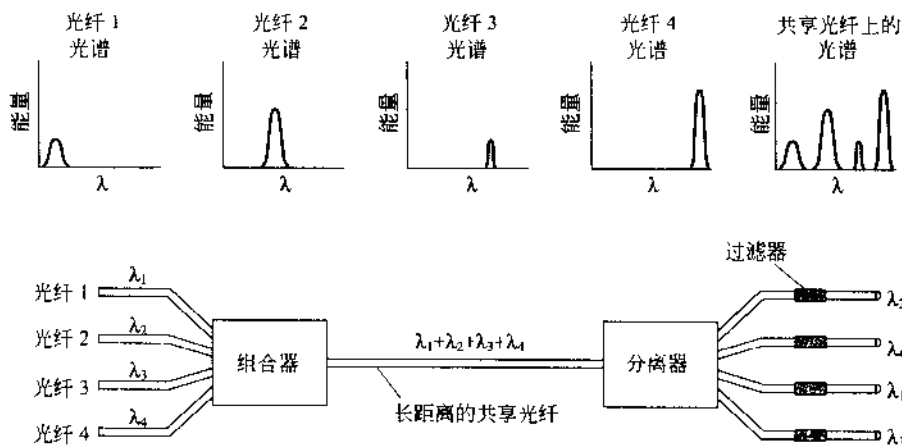 光纤 1
光谱
光纤 2
光谱
光纤 3
光谱
光纤 4
光谱
共享光纤上的
光谱
能量
λ
能量
λ
能量
λ
能量
λ
能量
λ
过滤器
光纤 1
λ₁
光纤 2
λ₂
光纤 3
λ₃
光纤 4
λ₄
组合器
λ₁+λ₂+λ₃+λ₄
长距离的共享光纤
分离器
λ₄
λ₁